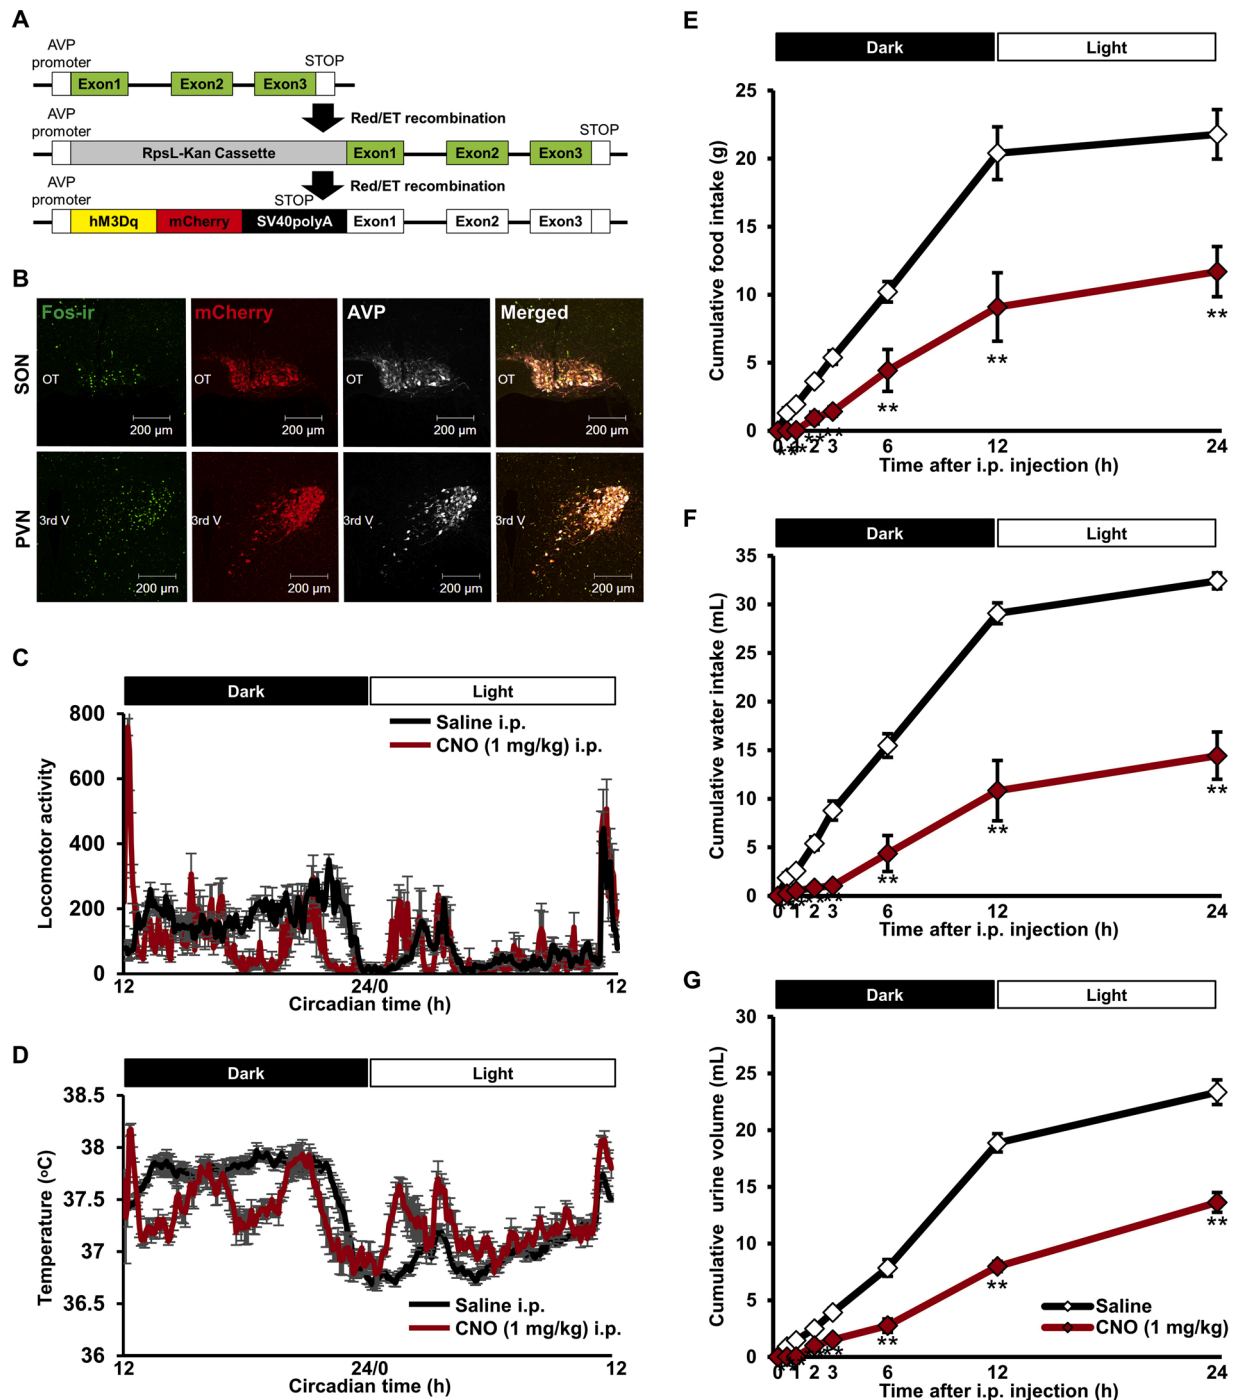 A
AVP
promoter
STOP
Exon1 Exon2 Exon3
Red/ET recombination
AVP
promoter
STOP
RpsL-Kan Cassette Exon1 Exon2 Exon3
Red/ET recombination
AVP
promoter
STOP
hM3Dq mCherry SV40polyA Exon1 Exon2 Exon3
B
Fos-ir mCherry AVP Merged
SON
OT OT OT OT
200 µm 200 µm 200 µm 200 µm
PVN
3rd V 3rd V 3rd V 3rd V
200 µm 200 µm 200 µm 200 µm
C
Dark Light
Saline i.p.
CNO (1 mg/kg) i.p.
Locomotor activity
800
600
400
200
0
12 24/0 12
Circadian time (h)
D
Dark Light
Temperature (oC)
38.5
38
37.5
37
36.5
36
Saline i.p.
CNO (1 mg/kg) i.p.
12 24/0 12
Circadian time (h)
E
Dark Light
Cumulative food intake (g)
25
20
15
10
5
0
** ** ** ** ** ** **
0 1 2 3 6 12 24
Time after i.p. injection (h)
F
Dark Light
Cumulative water intake (mL)
35
30
25
20
15
10
5
0
** ** ** ** ** ** **
0 1 2 3 6 12 24
Time after i.p. injection (h)
G
Dark Light
Cumulative urine volume (mL)
30
25
20
15
10
5
0
** ** ** ** ** ** **
Saline
CNO (1 mg/kg)
0 1 2 3 6 12 24
Time after i.p. injection (h)